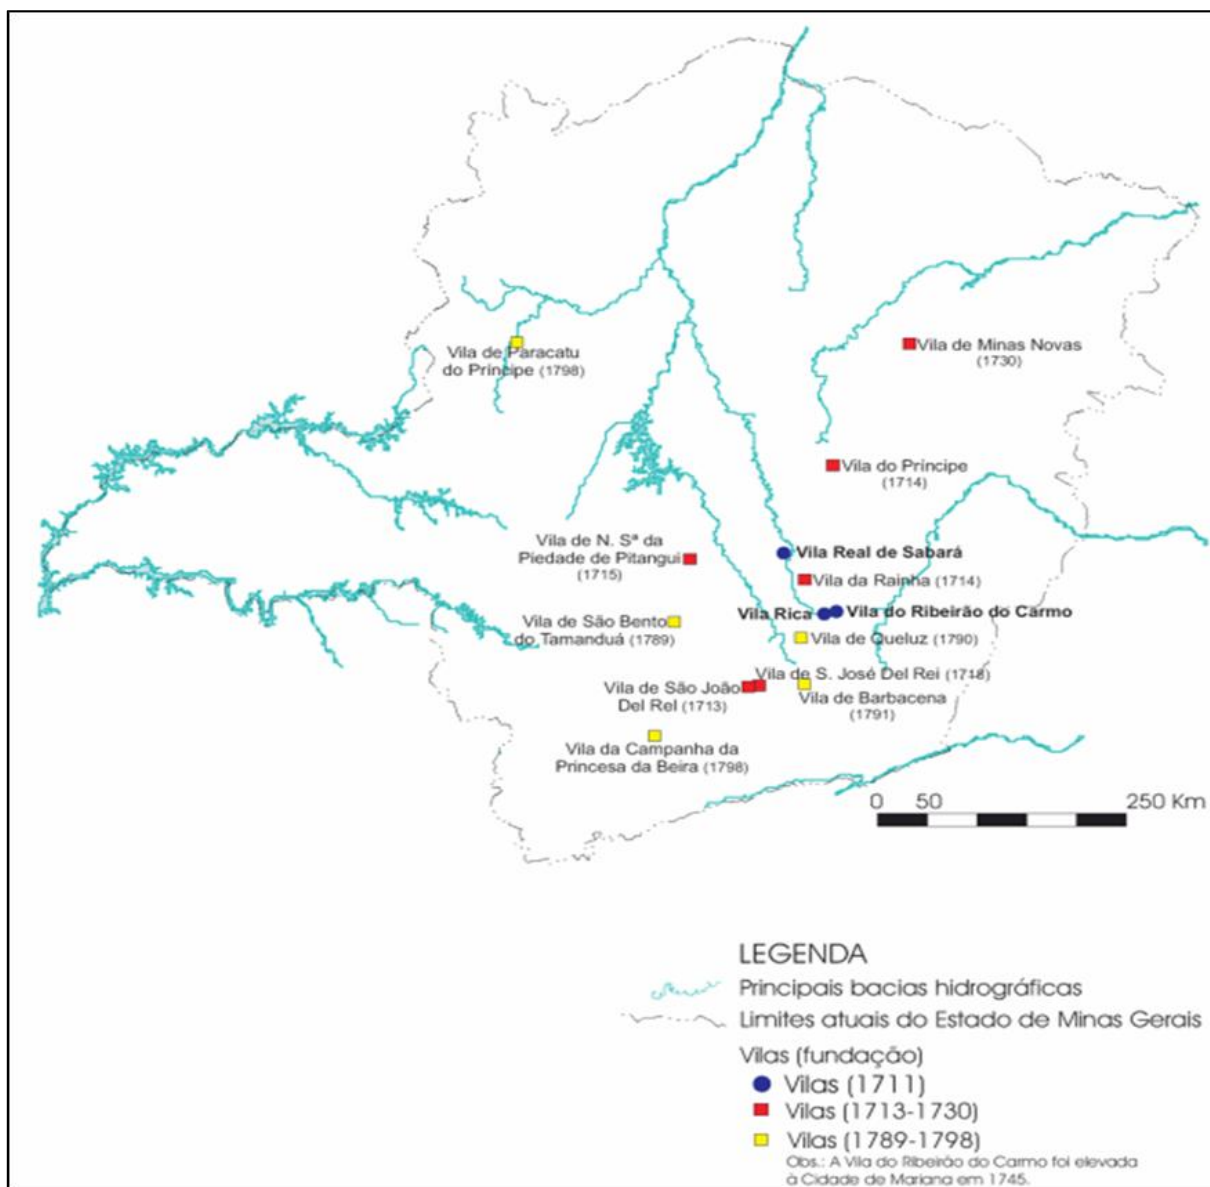 Vila de Paracatu
do Príncipe (1798)
Vila de Minas Novas
(1730)
Vila do Príncipe
(1714)
Vila de N. Sª da
Piedade de Pitangui
(1715)
Vila Real de Sabará
Vila da Rainha (1714)
Vila Rica
Vila do Ribeirão do Carmo
Vila de São Bento
do Tamanduá (1789)
Vila de Queluz (1790)
Vila de S. José Del Rei (1718)
Vila de São João
Del Rei (1713)
Vila de Barbacena
(1791)
Vila da Campanha da
Princesa da Beira (1798)
0 50 250 Km
LEGENDA
Principais bacias hidrográficas
Limites atuais do Estado de Minas Gerais
Vilas (fundação)
Vilas (1711)
Vilas (1713-1730)
Vilas (1789-1798)
Obs.: A Vila do Ribeirão do Carmo foi elevada
à Cidade de Mariana em 1745.